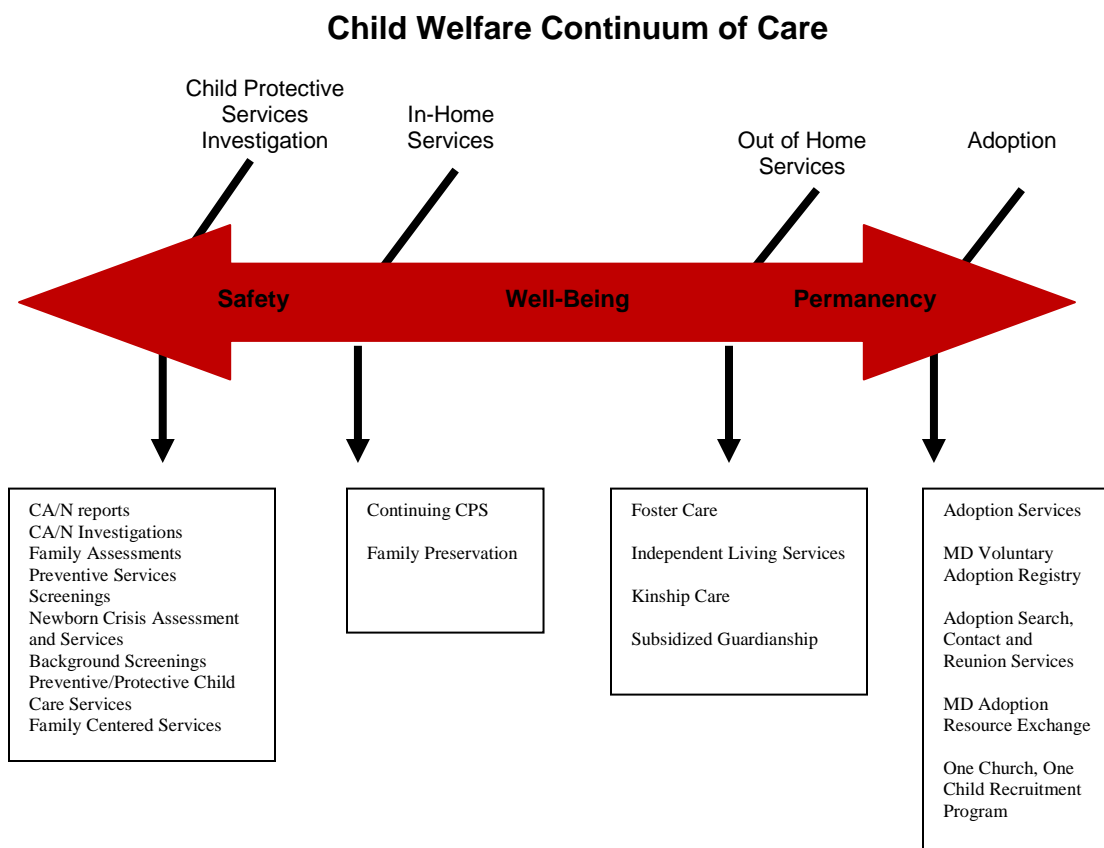 Child Welfare Continuum of Care
Child Protective
Services
Investigation
In-Home
Services
Out of Home
Services
Adoption
Safety
Well-Being
Permanency
CA/N reports
CA/N Investigations
Family Assessments
Preventive Services
Screenings
Newborn Crisis Assessment
and Services
Background Screenings
Preventive/Protective Child
Care Services
Family Centered Services
Continuing CPS
Family Preservation
Foster Care
Independent Living Services
Kinship Care
Subsidized Guardianship
Adoption Services
MD Voluntary
Adoption Registry
Adoption Search,
Contact and
Reunion Services
MD Adoption
Resource Exchange
One Church, One
Child Recruitment
Program